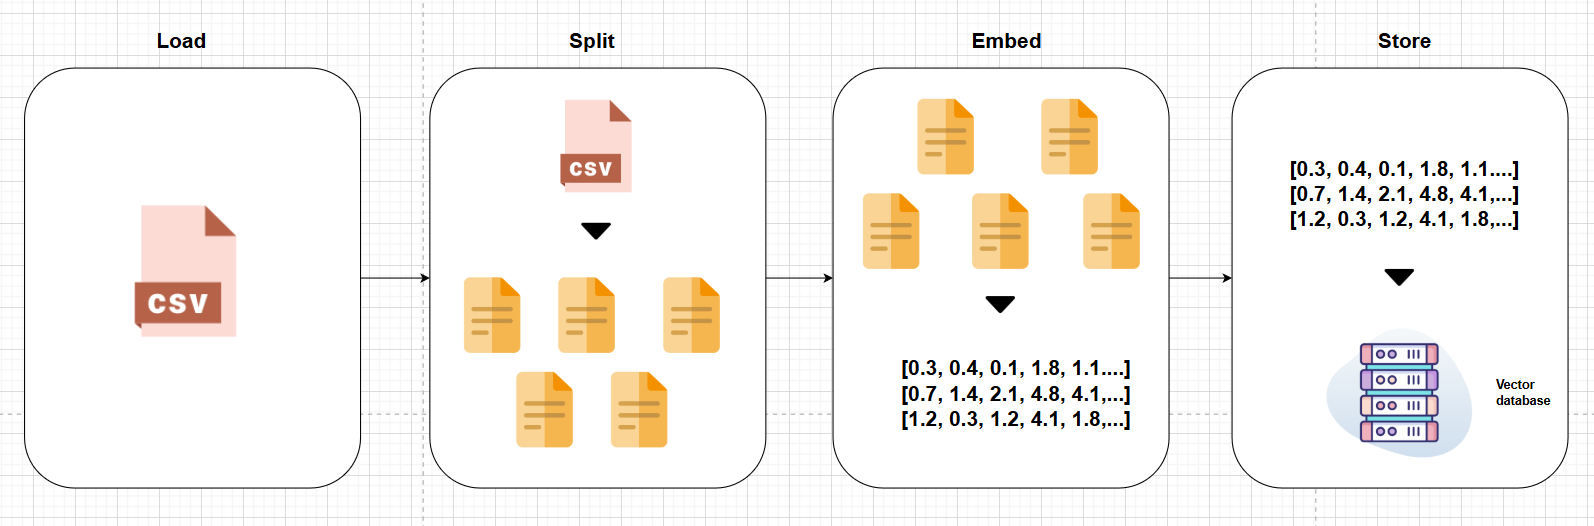 Load
Split
Embed
Store
CSV
CSV
[0.3, 0.4, 0.1, 1.8, 1.1....]
[0.7, 1.4, 2.1, 4.8, 4.1,...]
[1.2, 0.3, 1.2, 4.1, 1.8,...]
[0.3, 0.4, 0.1, 1.8, 1.1....]
[0.7, 1.4, 2.1, 4.8, 4.1,...]
[1.2, 0.3, 1.2, 4.1, 1.8,...]
Vector
database